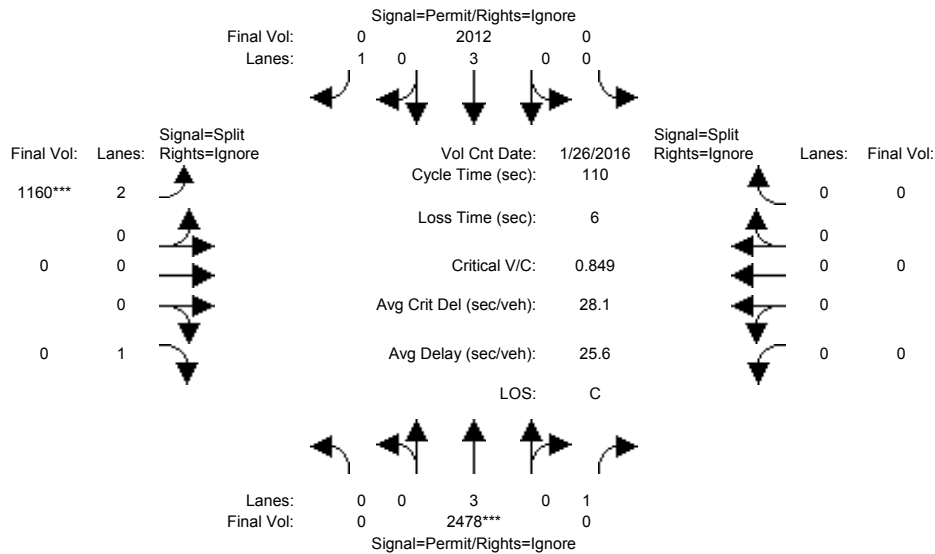 Signal=Permit/Rights=Ignore
Final Vol: 0 2012 0
Lanes: 1 0 3 0 0
Signal=Split Signal=Split
Final Vol: Lanes: Rights=Ignore Vol Cnt Date: 1/26/2016 Rights=Ignore Lanes: Final Vol:
Cycle Time (sec): 110
1160*** 2 0 0
Loss Time (sec): 6
0 0
0 0 Critical V/C: 0.849 0 0
0 Avg Crit Del (sec/veh): 28.1 0
0 1 Avg Delay (sec/veh): 25.6 0 0
LOS: C
Lanes: 0 0 3 0 1
Final Vol: 0 2478*** 0
Signal=Permit/Rights=Ignore